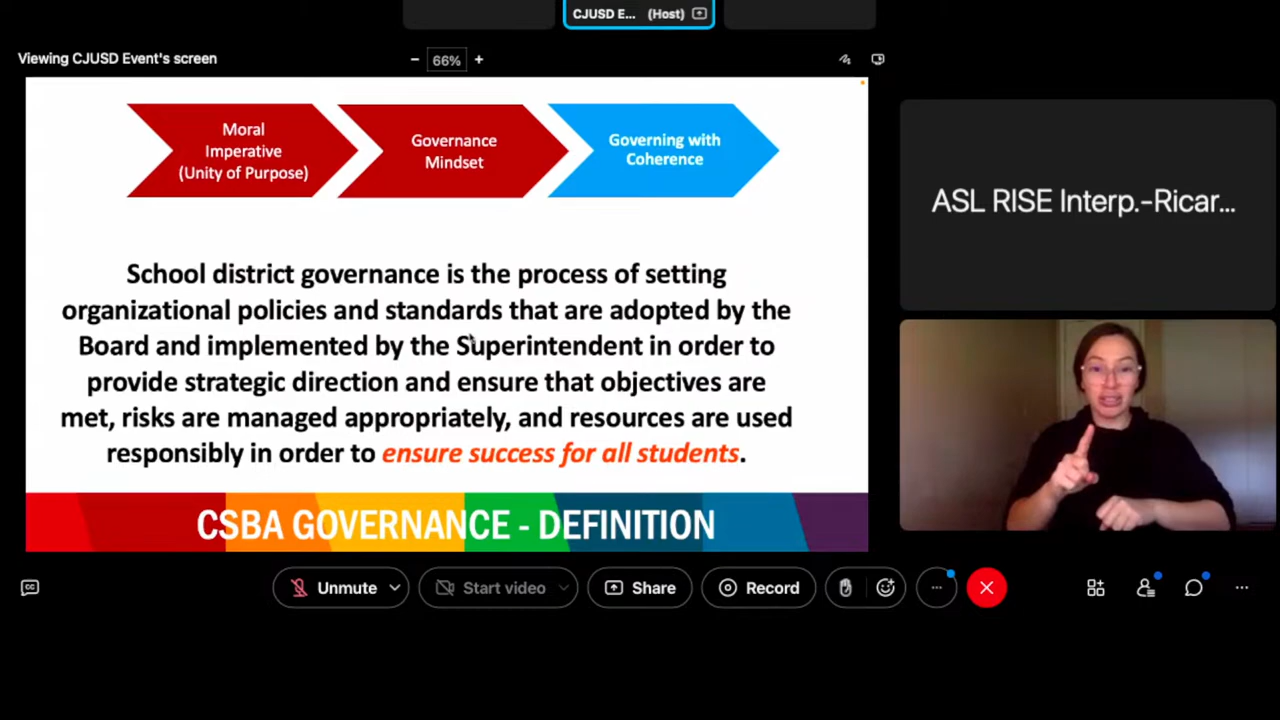 CJUSD E... (Host)
Viewing CJUSD Event's screen
66%
Moral
Imperative
(Unity of Purpose)
Governance
Mindset
Governing with
Coherence
School district governance is the process of setting
organizational policies and standards that are adopted by the
Board and implemented by the Superintendent in order to
provide strategic direction and ensure that objectives are
met, risks are managed appropriately, and resources are used
responsibly in order to ensure success for all students.
CSBA GOVERNANCE - DEFINITION
ASL RISE Interp.-Ricar...
CC
Unmute
Start video
Share
Record